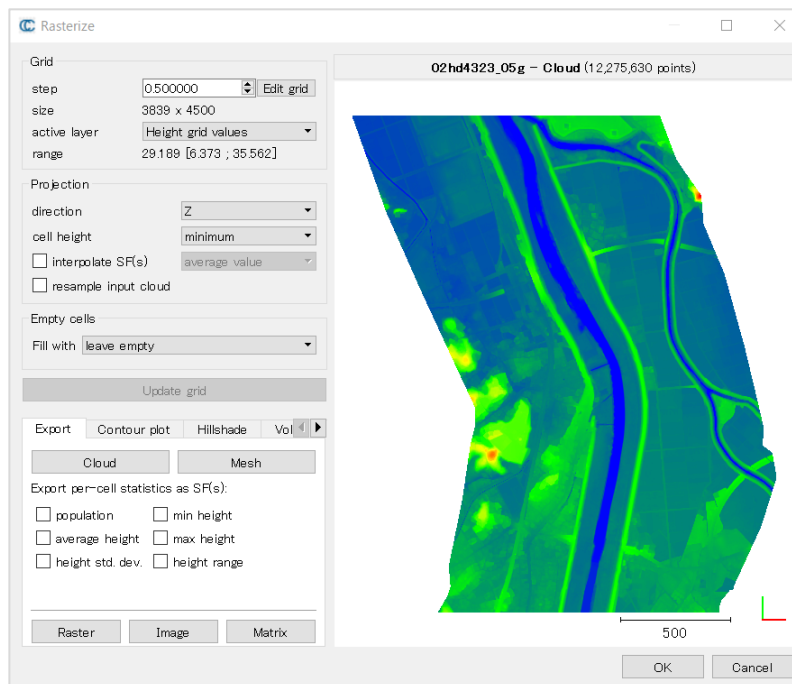 Rasterize
Grid
step 0.500000 Edit grid
size 3839 x 4500
active layer Height grid values
range 29.189 [6.373 ; 35.562]
Projection
direction Z
cell height minimum
interpolate SF(s) average value
resample input cloud
Empty cells
Fill with leave empty
Update grid
Export Contour plot Hillshade Vol
Cloud Mesh
Export per-cell statistics as SF(s):
population min height
average height max height
height std. dev. height range
Raster Image Matrix
02hd4323_05g - Cloud (12,275,630 points)
500
OK Cancel